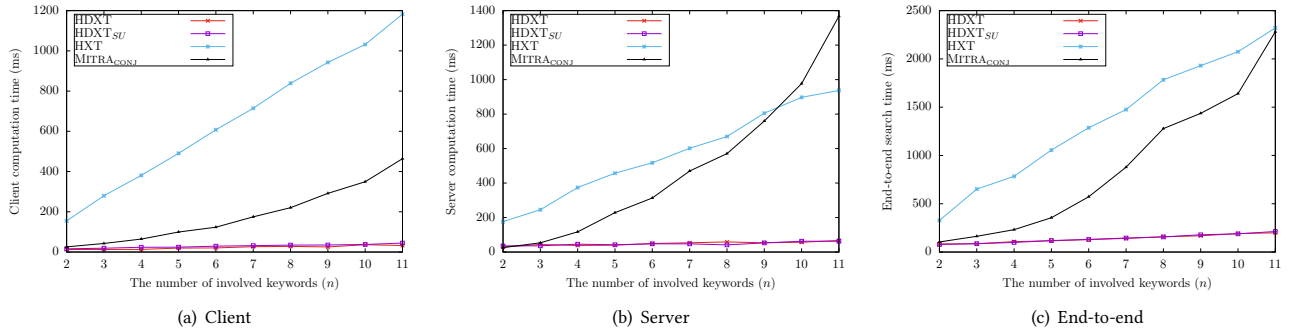 HDXT
HDXT_SU
HXT
MITRA_CONJ
Client computation time (ms)
0
200
400
600
800
1000
1200
2 3 4 5 6 7 8 9 10 11
The number of involved keywords (n)
(a) Client
HDXT
HDXT_SU
HXT
MITRA_CONJ
Server computation time (ms)
0
200
400
600
800
1000
1200
1400
2 3 4 5 6 7 8 9 10 11
The number of involved keywords (n)
(b) Server
HDXT
HDXT_SU
HXT
MITRA_CONJ
End-to-end search time (ms)
0
500
1000
1500
2000
2500
2 3 4 5 6 7 8 9 10 11
The number of involved keywords (n)
(c) End-to-end